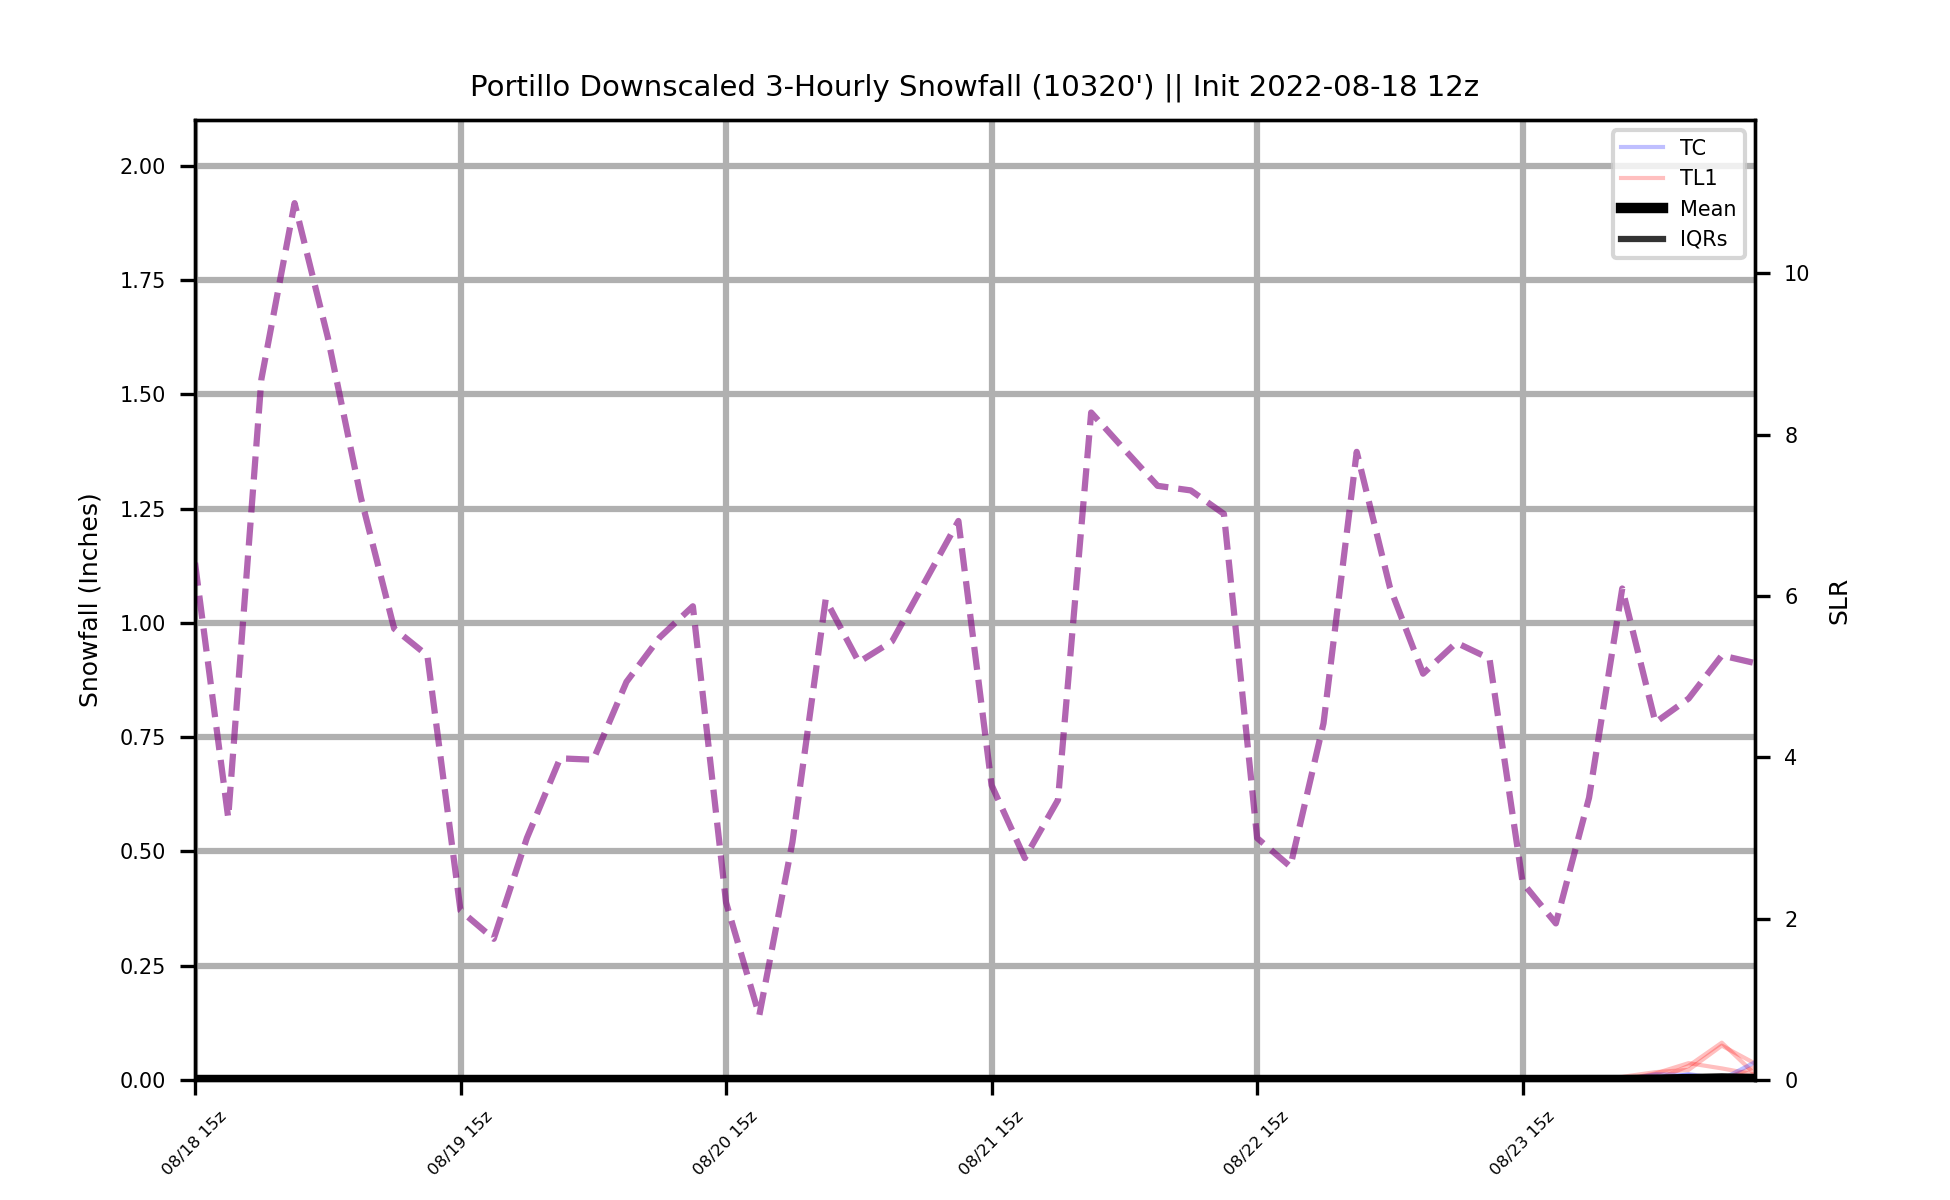 Portillo Downscaled 3-Hourly Snowfall (10320') || Init 2022-08-18 12z
TC
TL1
Mean
IQRs
Snowfall (Inches)
2.00
1.75
1.50
1.25
1.00
0.75
0.50
0.25
0.00
10
8
6
4
2
0
SLR
08/18 15z
08/19 15z
08/20 15z
08/21 15z
08/22 15z
08/23 15z